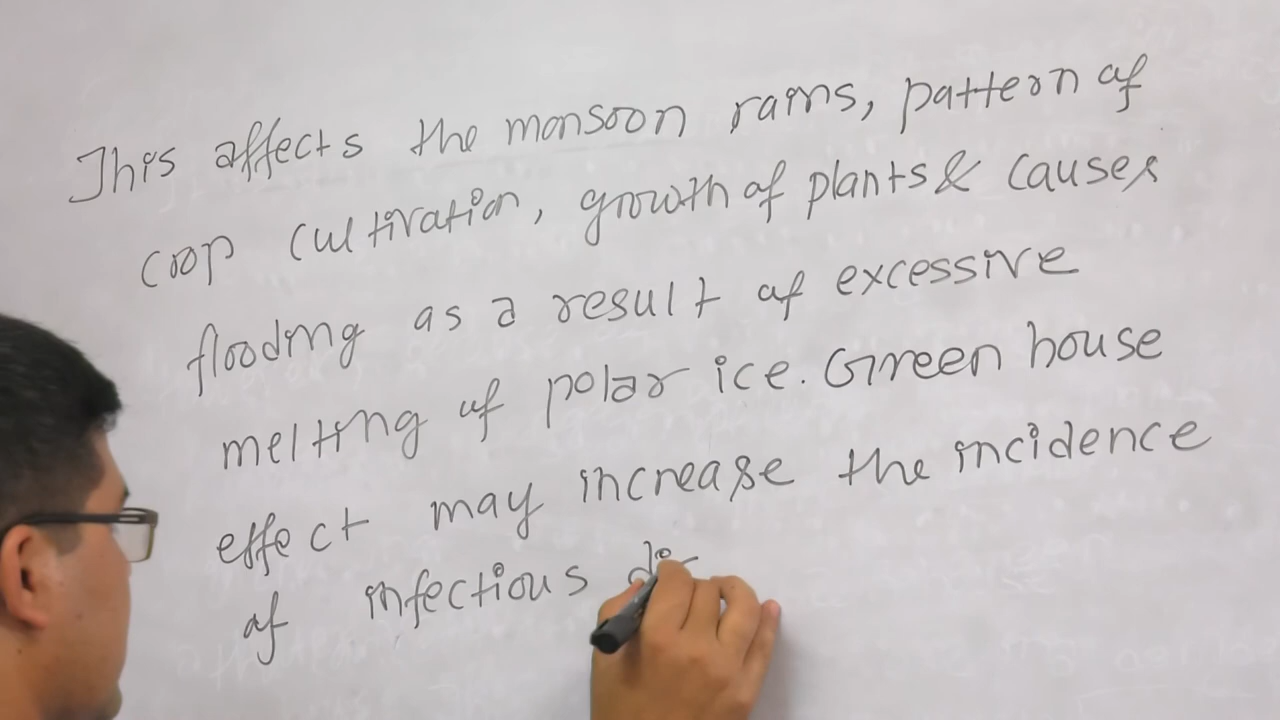 This affects the monsoon rains, pattern of
crop cultivation, growth of plants & causes
flooding as a result of excessive
melting of polar ice. Green house
effect may increase the incidence
of infectious